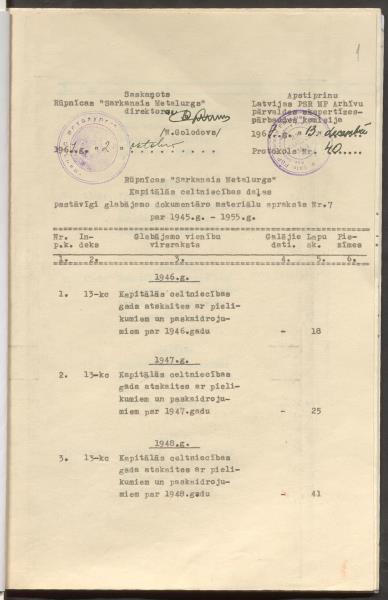 1
Saskaņots
Rūpnīcas "Sarkanais Metalurgs"
direktors
/N.Golodovs/
196 .g. " 2 "
Apstiprinu
Latvijas PSR MP Arhīvu
pārvaldes ekspertīzes-
pārbaudes komisija
196 .g. " 13 "
Protokols Nr. 40
Rūpnīcas "Sarkanais Metalurgs"
Kapitālās celtniecības daļas
pastāvīgi glabājamo dokumentāro materiālu apraksts Nr.7
par 1945.g. - 1955.g.
Nr. In- Glabājamo vienību Galējie Lapu Pie-
p.k. deks virsraksts dati. sk. zīmes
1. 2. 3. 4. 5. 6.
1946.g.
1. 13-kc Kapitālās celtniecības
gada atskaites ar pieli-
kumiem un paskaidroju-
miem par 1946.gadu - 18
1947.g.
2. 13-kc Kapitālās celtniecības
gada atskaites ar pieli-
kumiem un paskaidroju-
miem par 1947.gadu - 25
1948.g.
3. 13-kc Kapitālās celtniecības
gada atskaites ar pieli-
kumiem un paskaidroju-
miem par 1948.gadu - 41